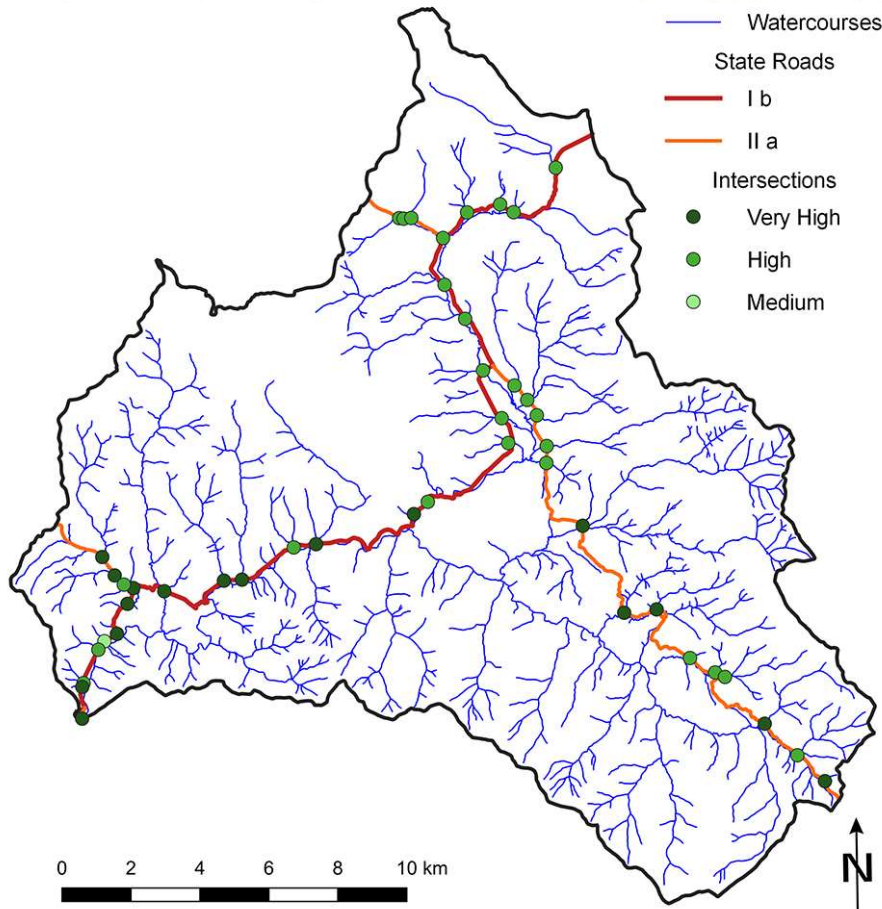 Watercourses
State Roads
I b
II a
Intersections
Very High
High
Medium
0 2 4 6 8 10 km
N